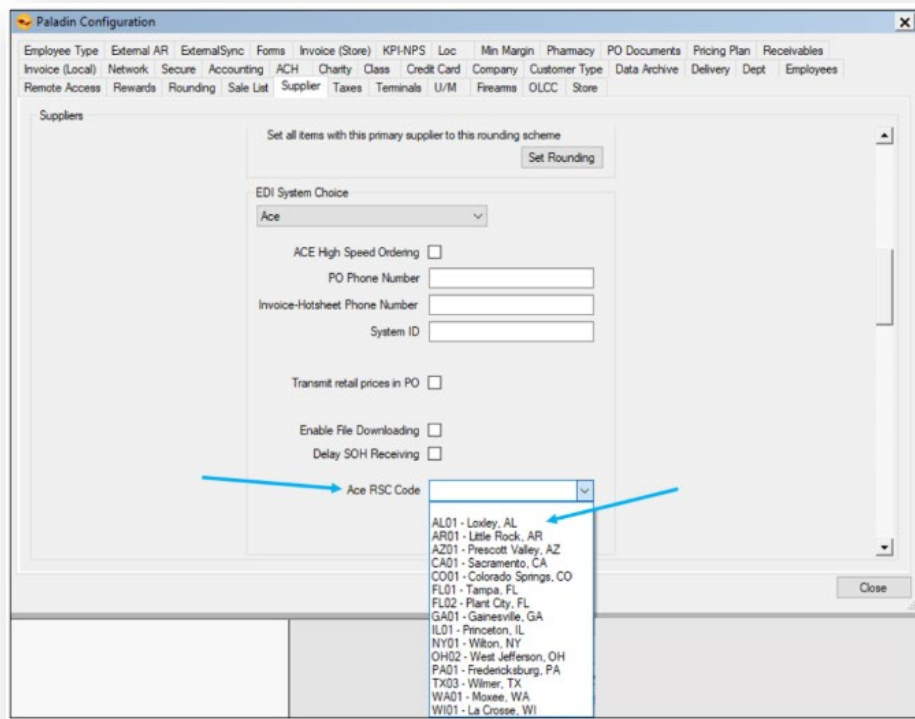 Paladin Configuration
Employee Type External AR ExternalSync Forms Invoice (Store) KPI-NPS Loc Min Margin Pharmacy PO Documents Pricing Plan Receivables
Invoice (Local) Network Secure Accounting ACH Charity Class Credit Card Company Customer Type Data Archive Delivery Dept Employees
Remote Access Rewards Rounding Sale List Supplier Taxes Terminals U/M Firearms OLCC Store
Suppliers
Set all items with this primary supplier to this rounding scheme
Set Rounding
EDI System Choice
Ace
ACE High Speed Ordering
PO Phone Number
Invoice-Hotsheet Phone Number
System ID
Transmit retail prices in PO
Enable File Downloading
Delay SOH Receiving
Ace RSC Code
AL01 - Loxley, AL
AR01 - Little Rock, AR
AZ01 - Prescott Valley, AZ
CA01 - Sacramento, CA
CO01 - Colorado Springs, CO
FL01 - Tampa, FL
FL02 - Plant City, FL
GA01 - Gainesville, GA
IL01 - Princeton, IL
NY01 - Wilton, NY
OH02 - West Jefferson, OH
PA01 - Fredericksburg, PA
TX03 - Wilmer, TX
WA01 - Moxee, WA
WI01 - La Crosse, WI
Close